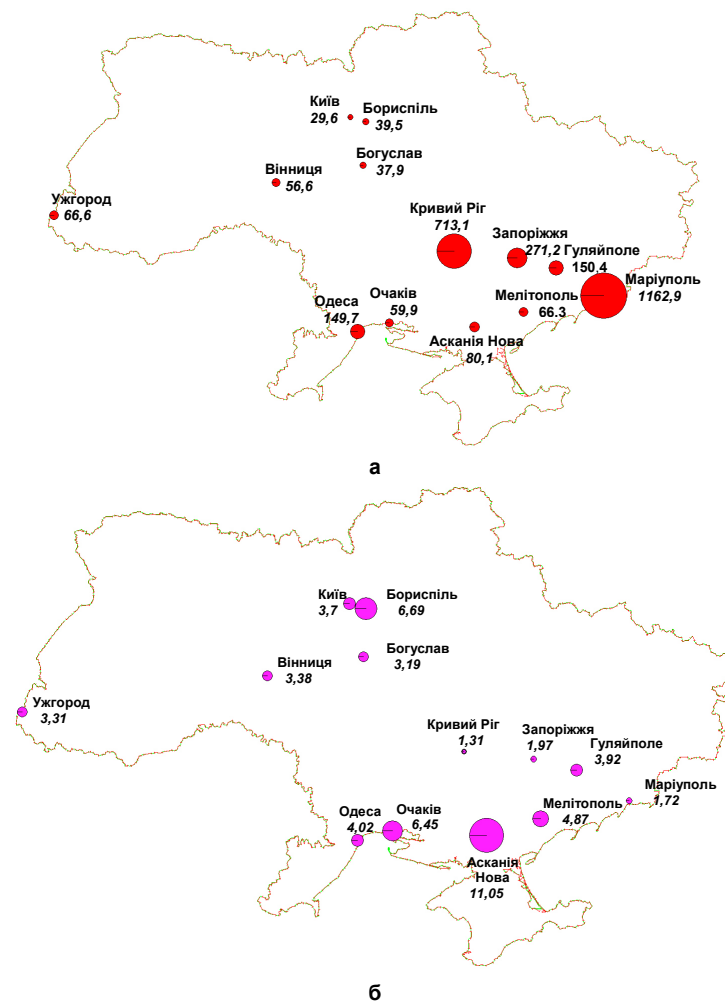 Київ
29,6
Бориспіль
39,5
Богуслав
37,9
Вінниця
56,6
Ужгород
66,6
Кривий Ріг
713,1
Запоріжжя
271,2
Гуляйполе
150,4
Маріуполь
1162,9
Мелітополь
66.3
Очаків
59,9
Одеса
149,7
Асканія Нова
80,1
а
Київ
3,7
Бориспіль
6,69
Богуслав
3,19
Вінниця
3,38
Ужгород
3,31
Кривий Ріг
1,31
Запоріжжя
1,97
Гуляйполе
3,92
Маріуполь
1,72
Мелітополь
4,87
Очаків
6,45
Одеса
4,02
Асканія
Нова
11,05
б